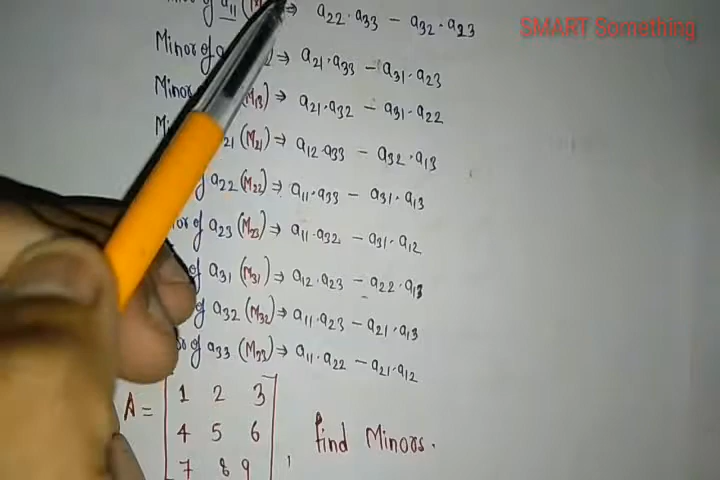 of a11 ⇒ a22·a33 − a32·a23
SMART Something
Minor of ⇒ a21·a33 − a31·a23
Minor (M13) ⇒ a21·a32 − a31·a22
21 (M21) ⇒ a12·a33 − a32·a13
a22 (M22) ⇒ a11·a33 − a31·a13
of a23 (M23) ⇒ a11·a32 − a31·a12
of a31 (M31) ⇒ a12·a23 − a22·a13
of a32 (M32) ⇒ a11·a23 − a21·a13
of a33 (M33) ⇒ a11·a22 − a21·a12
A = 1 2 3
4 5 6 , find Minors.
7 8 9